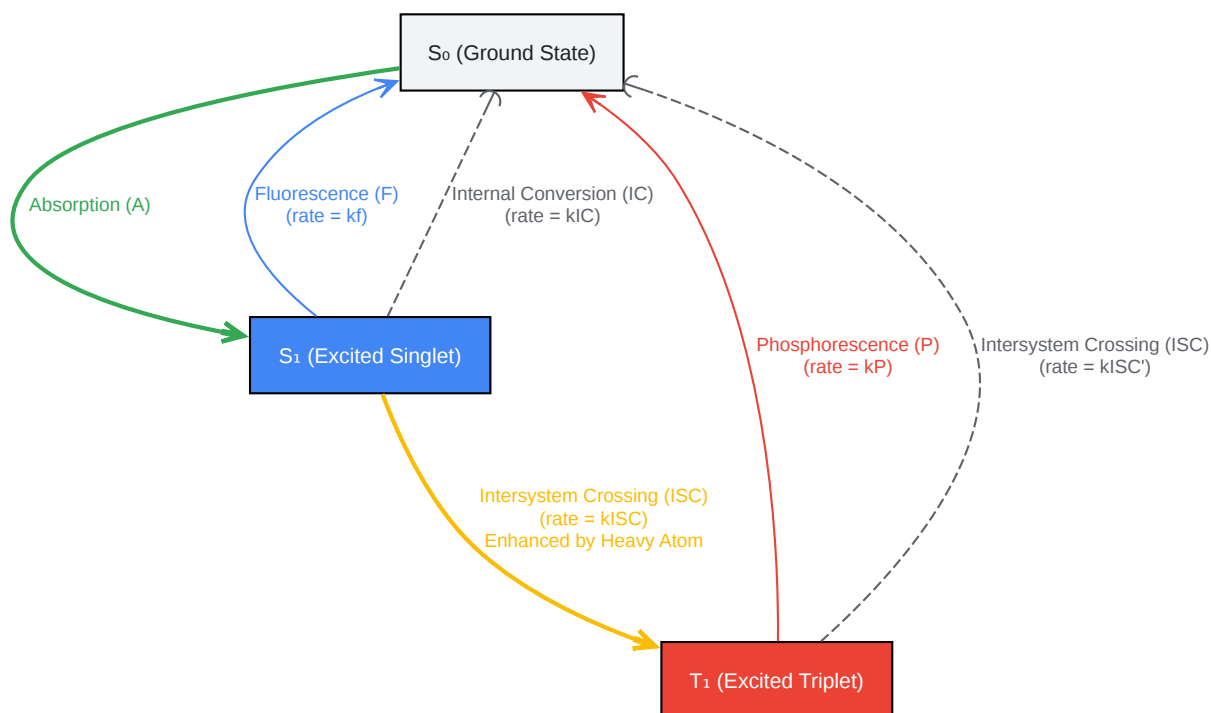 S₀ (Ground State)
Absorption (A)
Fluorescence (F)
(rate = kf)
Internal Conversion (IC)
(rate = kIC)
S₁ (Excited Singlet)
Phosphorescence (P)
(rate = kP)
Intersystem Crossing (ISC)
(rate = kISC')
Intersystem Crossing (ISC)
(rate = kISC)
Enhanced by Heavy Atom
T₁ (Excited Triplet)